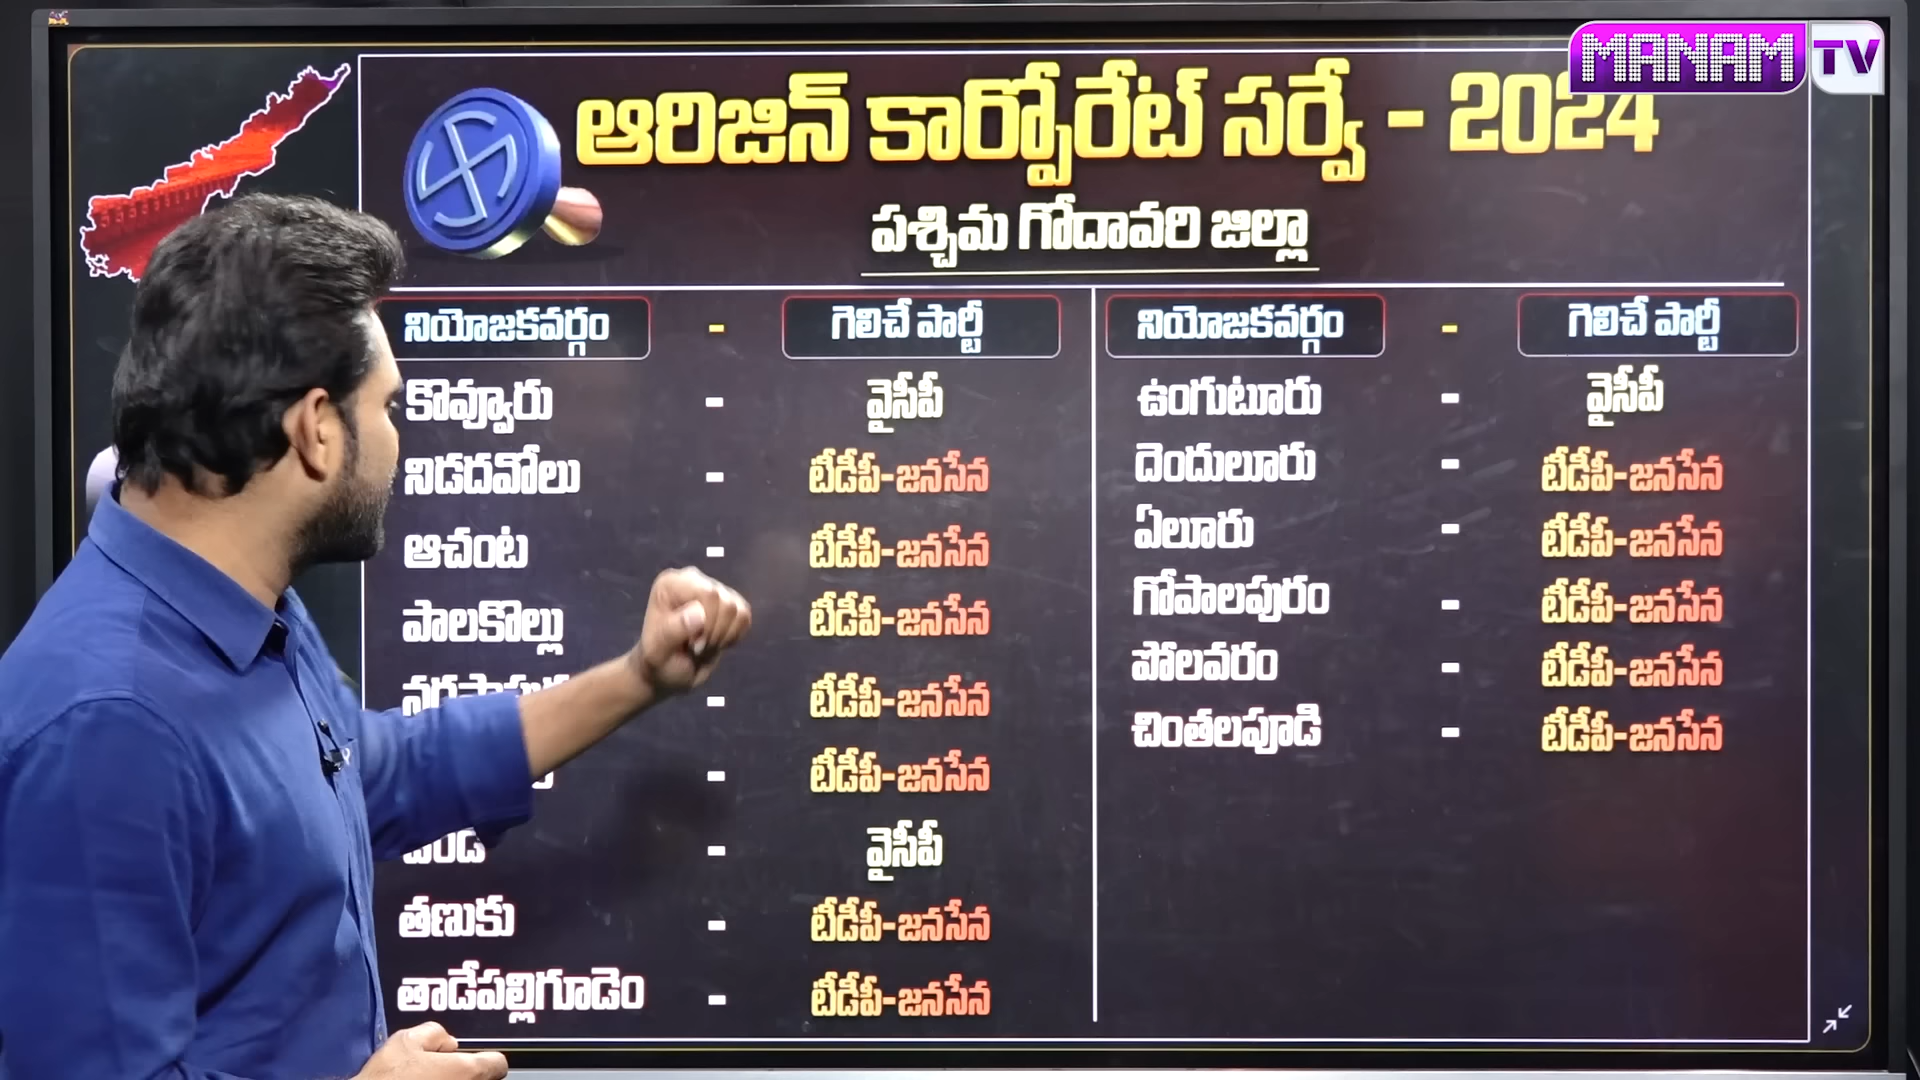 MANAM TV
ఆరిజిన్ కార్పోరేట్ సర్వే - 2024
పశ్చిమ గోదావరి జిల్లా
నియోజకవర్గం - గెలిచే పార్టీ
కొవ్వూరు - వైసీపీ
నిడదవోలు - టీడీపీ-జనసేన
ఆచంట - టీడీపీ-జనసేన
పాలకొల్లు టీడీపీ-జనసేన
- టీడీపీ-జనసేన
- టీడీపీ-జనసేన
- వైసీపీ
తణుకు - టీడీపీ-జనసేన
తాడేపల్లిగూడెం - టీడీపీ-జనసేన
నియోజకవర్గం - గెలిచే పార్టీ
ఉంగుటూరు - వైసీపీ
దెందులూరు - టీడీపీ-జనసేన
ఏలూరు - టీడీపీ-జనసేన
గోపాలపురం - టీడీపీ-జనసేన
పోలవరం - టీడీపీ-జనసేన
చింతలపూడి - టీడీపీ-జనసేన